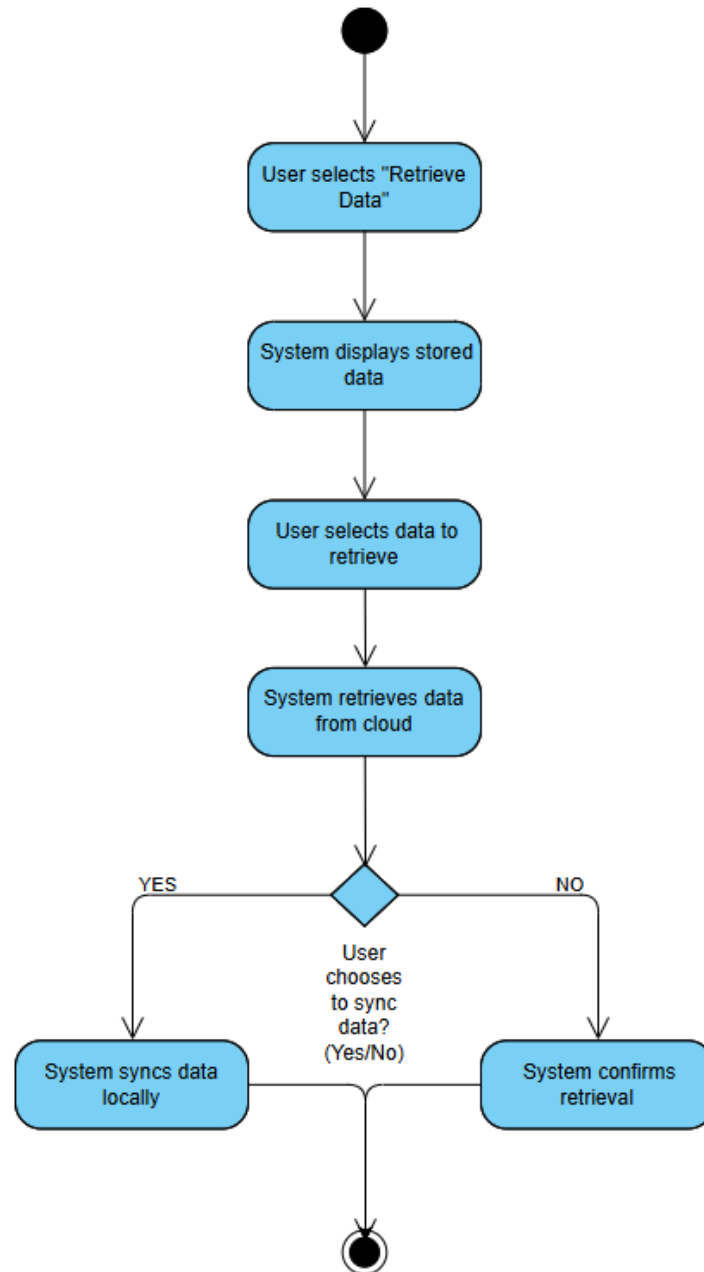 User selects "Retrieve
Data"
System displays stored
data
User selects data to
retrieve
System retrieves data
from cloud
YES
NO
User
chooses
to sync
data?
(Yes/No)
System syncs data
locally
System confirms
retrieval